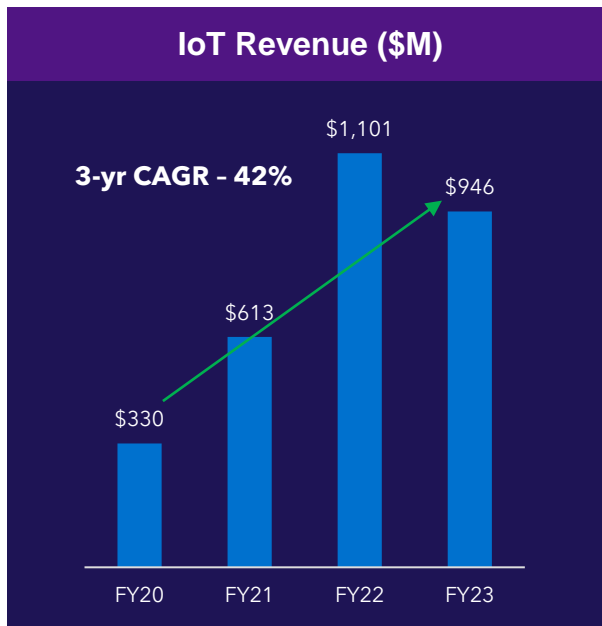 IoT Revenue ($M)
$1,101
3-yr CAGR – 42%
$946
$613
$330
FY20 FY21 FY22 FY23